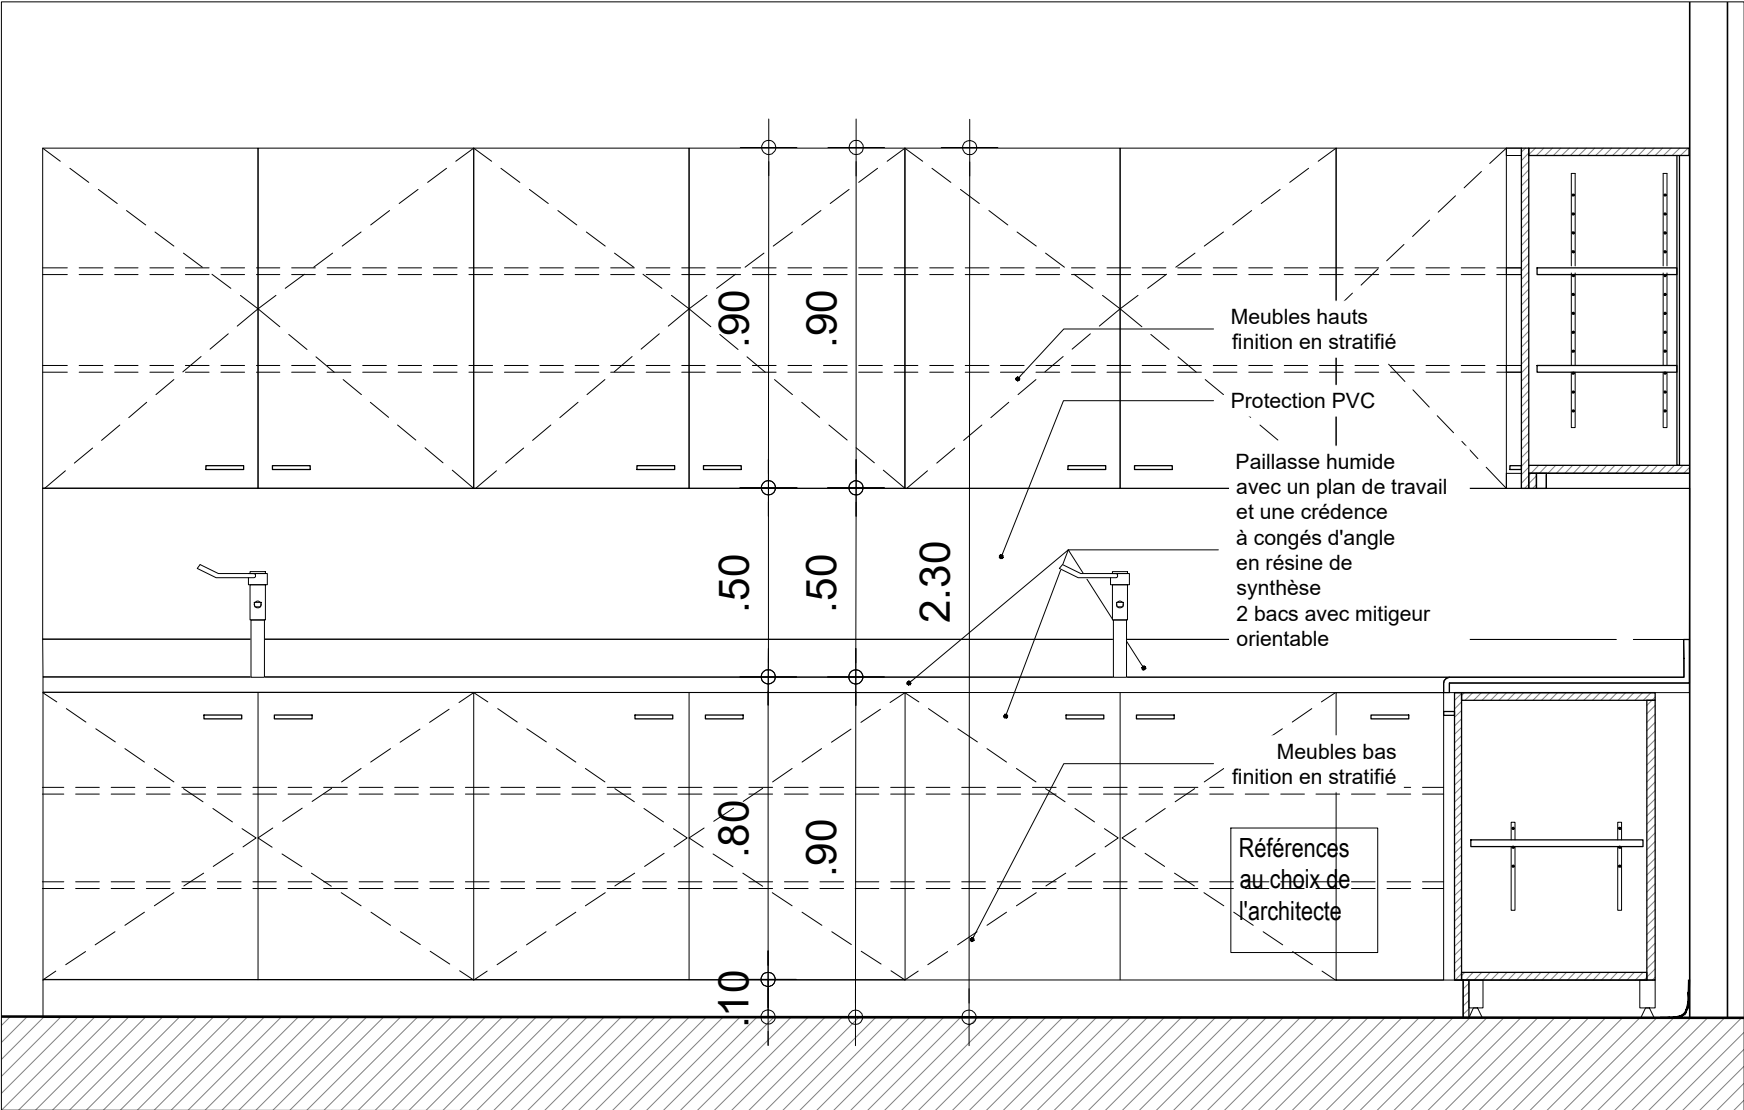 .90
.90
Meubles hauts
finition en stratifié
Protection PVC
Paillasse humide
avec un plan de travail
et une crédence
à congés d'angle
en résine de
synthèse
2 bacs avec mitigeur
orientable
.50
.50
2.30
Meubles bas
finition en stratifié
.80
.90
Références
au choix de
l'architecte
.10